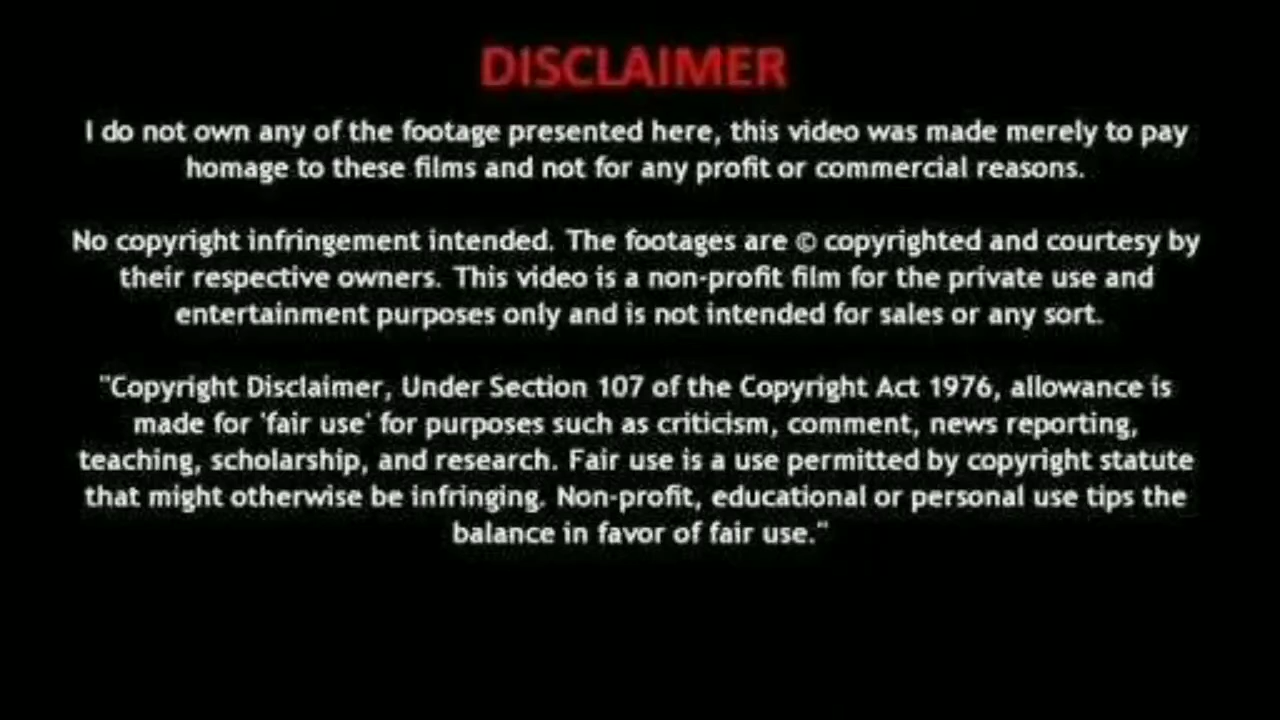 DISCLAIMER
I do not own any of the footage presented here, this video was made merely to pay
homage to these films and not for any profit or commercial reasons.
No copyright infringement intended. The footages are © copyrighted and courtesy by
their respective owners. This video is a non-profit film for the private use and
entertainment purposes only and is not intended for sales or any sort.
"Copyright Disclaimer, Under Section 107 of the Copyright Act 1976, allowance is
made for 'fair use' for purposes such as criticism, comment, news reporting,
teaching, scholarship, and research. Fair use is a use permitted by copyright statute
that might otherwise be infringing. Non-profit, educational or personal use tips the
balance in favor of fair use."